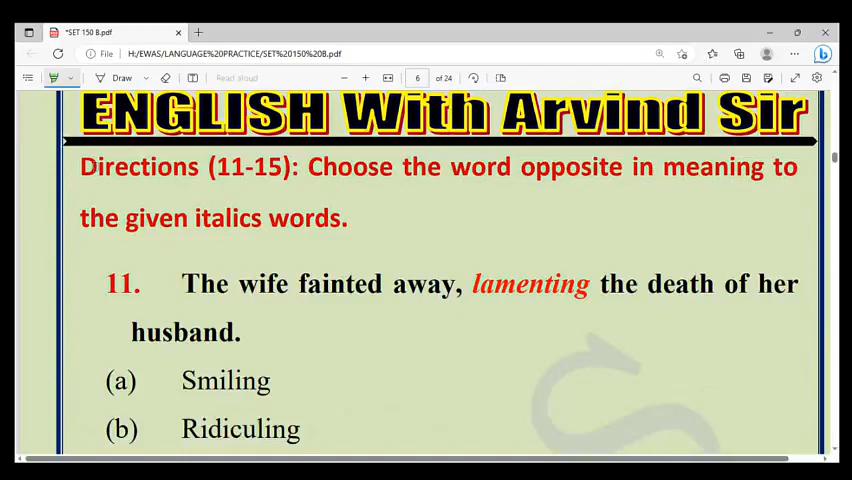 *SET 150 B.pdf
File
H:/EWAS/LANGUAGE%20PRACTICE/SET%20150%20B.pdf
Draw
Read aloud
6
of 24
ENGLISH With Arvind Sir
Directions (11-15): Choose the word opposite in meaning to
the given italics words.
11. The wife fainted away, lamenting the death of her
husband.
(a) Smiling
(b) Ridiculing
S